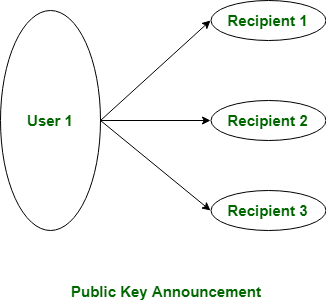 Recipient 1
User 1
Recipient 2
Recipient 3
Public Key Announcement